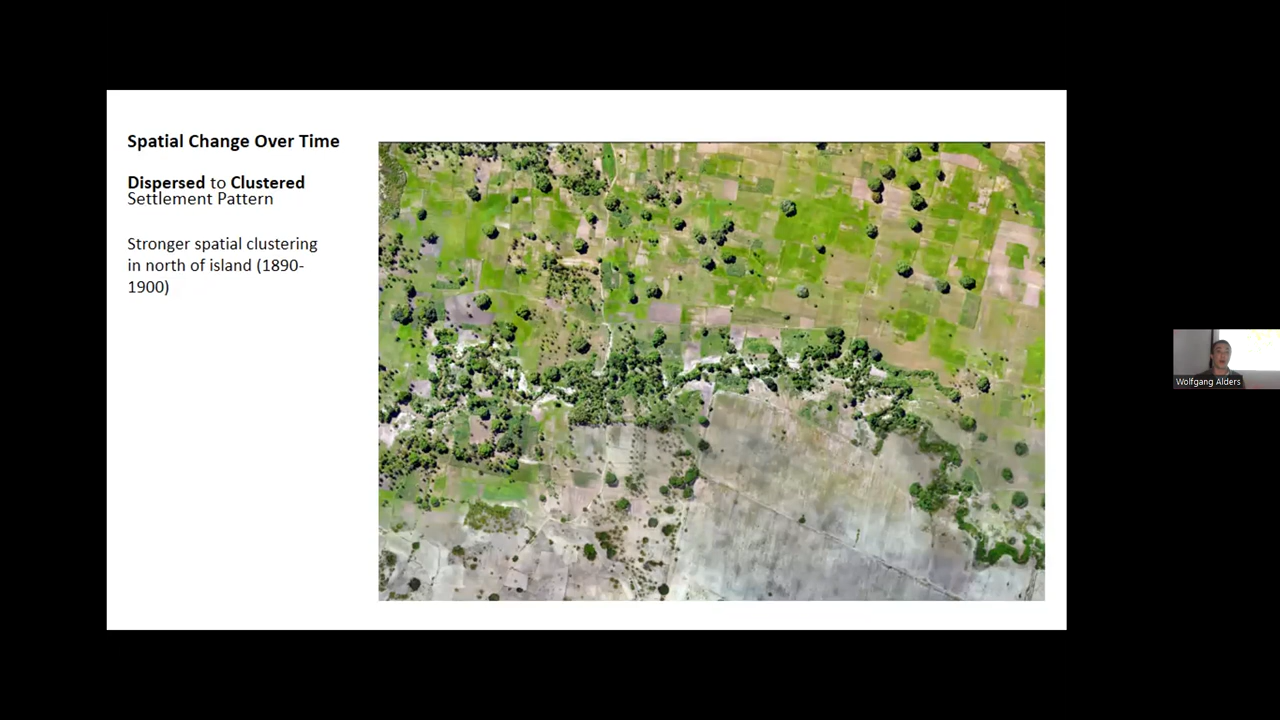 Spatial Change Over Time
Dispersed to Clustered
Settlement Pattern
Stronger spatial clustering
in north of island (1890-
1900)
Wolfgang Alders